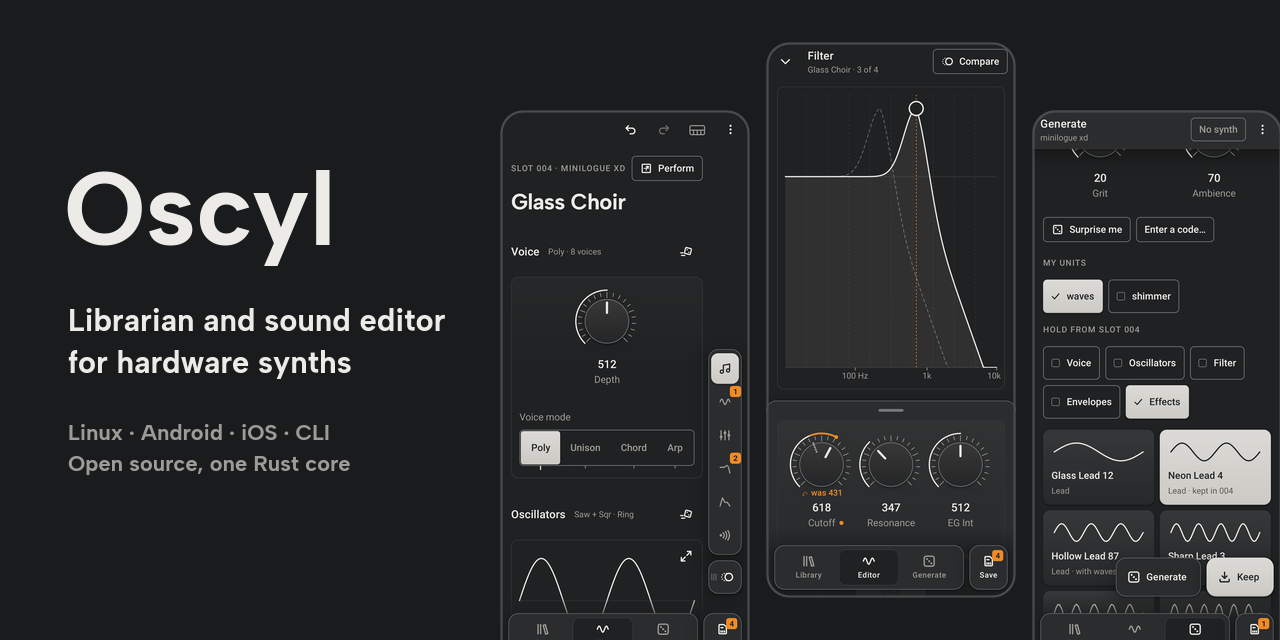 Oscyl
Librarian and sound editor
for hardware synths
Linux · Android · iOS · CLI
Open source, one Rust core
SLOT 004 · MINILOGUE XD
Perform
Glass Choir
Voice Poly · 8 voices
512
Depth
Voice mode
Poly Unison Chord Arp
1
2
Oscillators Saw + Sqr · Ring
4
Filter
Glass Choir · 3 of 4
Compare
100 Hz 1k 10k
was 431
618 347 512
Cutoff Resonance EG Int
Library Editor Generate Save
4
Generate
minilogue xd
No synth
20 70
Grit Ambience
Surprise me Enter a code...
MY UNITS
waves shimmer
HOLD FROM SLOT 004
Voice Oscillators Filter
Envelopes Effects
Glass Lead 12 Neon Lead 4
Lead Lead · kept in 004
Hollow Lead 87 Sharp Lead 3
Lead · with waves
Generate Keep
1